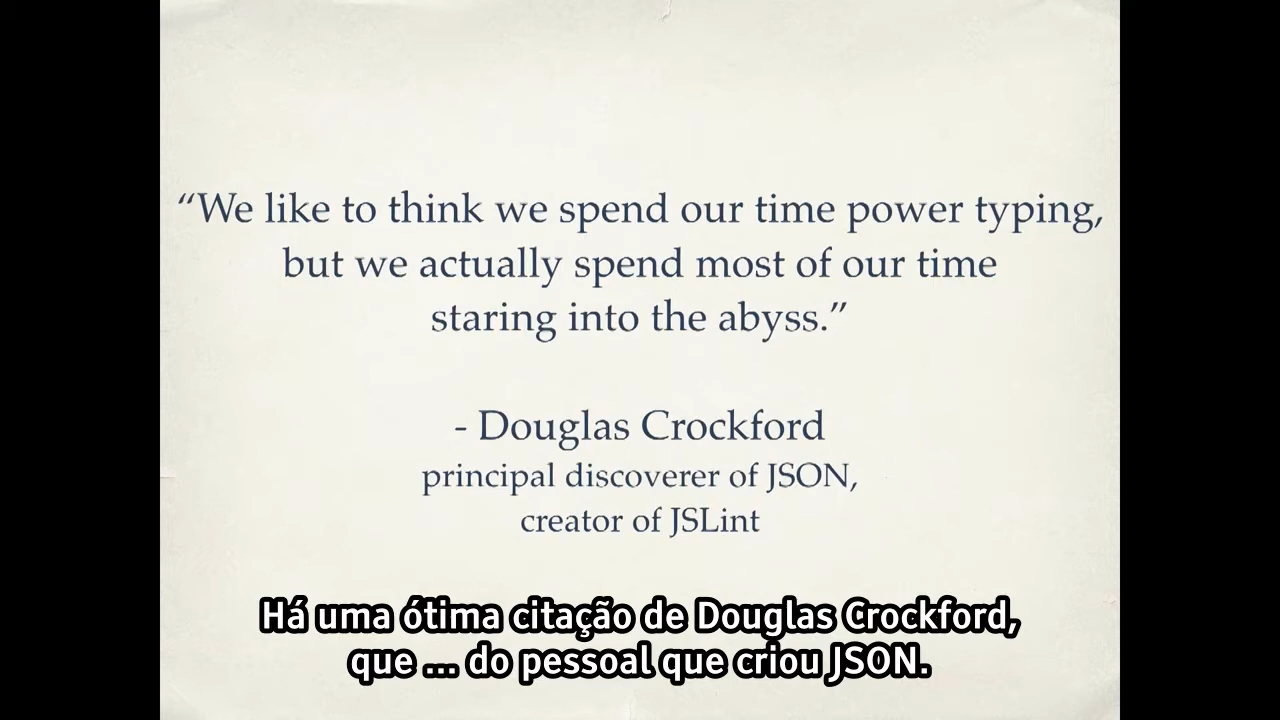 “We like to think we spend our time power typing,
but we actually spend most of our time
staring into the abyss.”
- Douglas Crockford
principal discoverer of JSON,
creator of JSLint
Há uma ótima citação de Douglas Crockford,
que ... do pessoal que criou JSON.